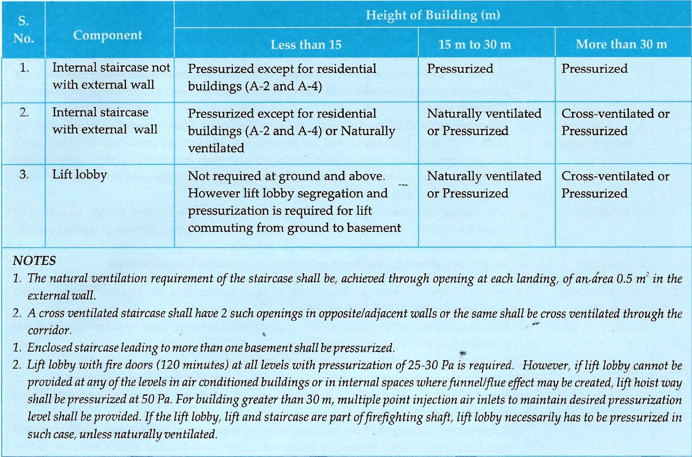 S. No.
Component
Height of Building (m)
Less than 15
15 m to 30 m
More than 30 m
1.
Internal staircase not
with external wall
Pressurized except for residential
buildings (A-2 and A-4)
Pressurized
Pressurized
2.
Internal staircase
with external wall
Pressurized except for residential
buildings (A-2 and A-4) or Naturally
ventilated
Naturally ventilated
or Pressurized
Cross-ventilated or
Pressurized
3.
Lift lobby
Not required at ground and above.
However lift lobby segregation and
pressurization is required for lift
commuting from ground to basement
Naturally ventilated
or Pressurized
Cross-ventilated or
Pressurized
NOTES
1. The natural ventilation requirement of the staircase shall be, achieved through opening at each landing, of an area 0.5 m² in the
external wall.
2. A cross ventilated staircase shall have 2 such openings in opposite/adjacent walls or the same shall be cross ventilated through the
corridor.
1. Enclosed staircase leading to more than one basement shall be pressurized.
2. Lift lobby with fire doors (120 minutes) at all levels with pressurization of 25-30 Pa is required. However, if lift lobby cannot be
provided at any of the levels in air conditioned buildings or in internal spaces where funnel/flue effect may be created, lift hoist way
shall be pressurized at 50 Pa. For building greater than 30 m, multiple point injection air inlets to maintain desired pressurization
level shall be provided. If the lift lobby, lift and staircase are part of firefighting shaft, lift lobby necessarily has to be pressurized in
such case, unless naturally ventilated.